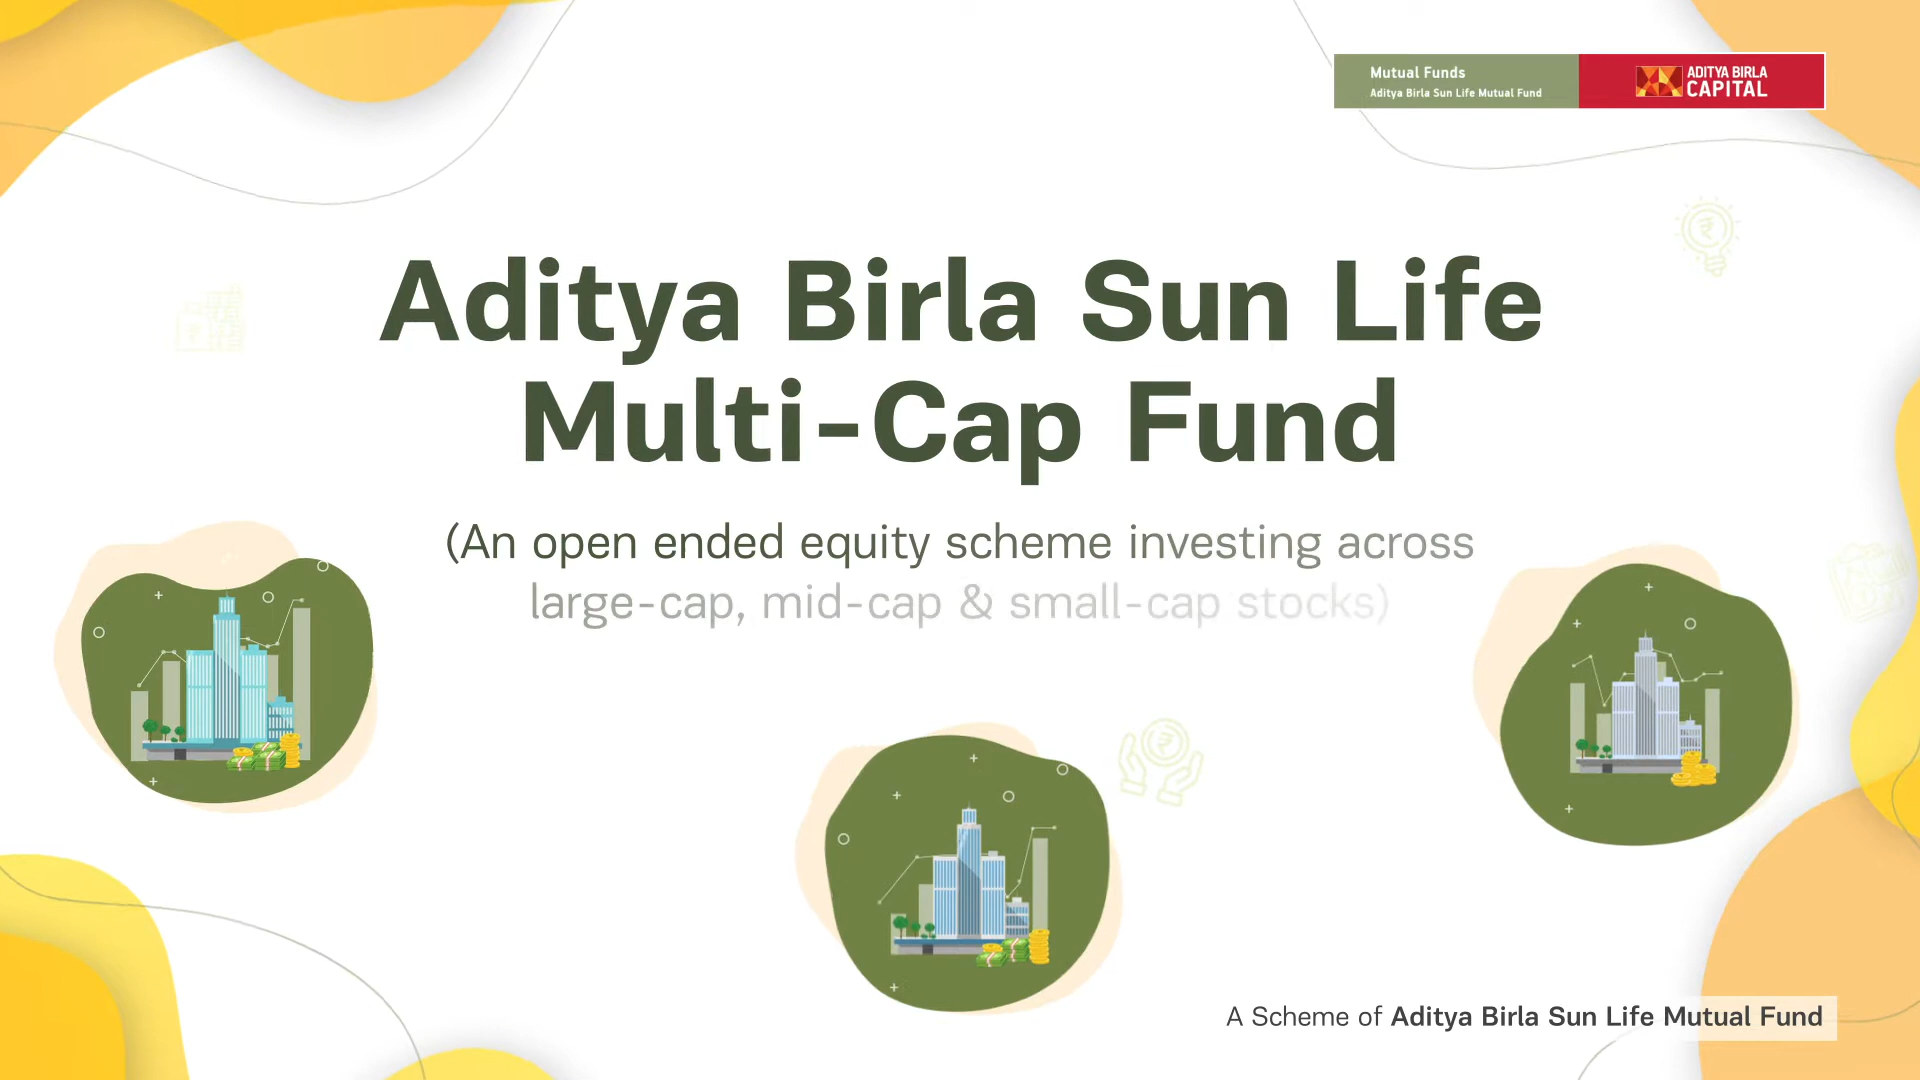 Mutual Funds
Aditya Birla Sun Life Mutual Fund
ADITYA BIRLA
CAPITAL
Aditya Birla Sun Life
Multi-Cap Fund
(An open ended equity scheme investing across
large-cap, mid-cap & small-cap stocks)
A Scheme of Aditya Birla Sun Life Mutual Fund